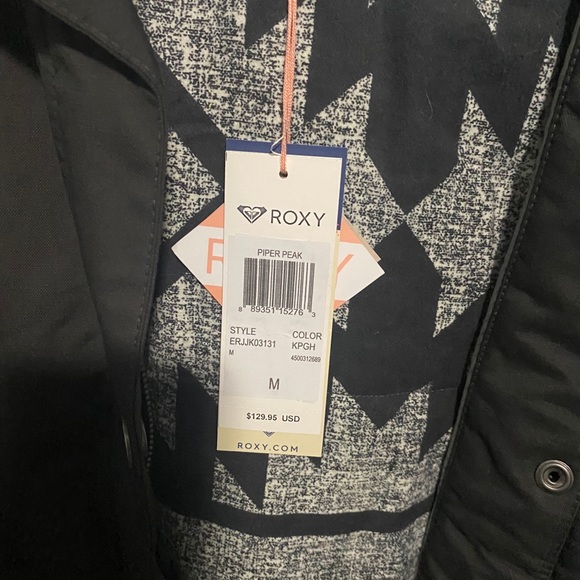 ROXY
PIPER PEAK
8 89351 15276 3
STYLE COLOR
ERJJK03131 KPGH
M 4500312689
M
$129.95 USD
ROXY.COM